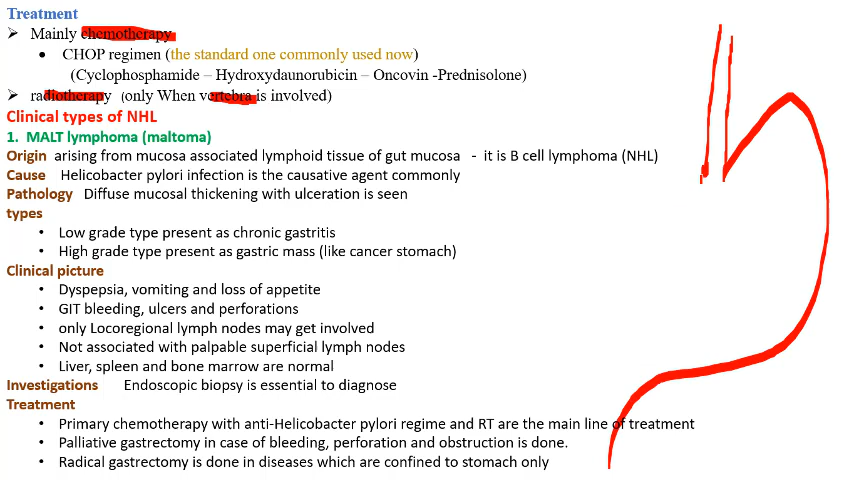 Treatment
➢ Mainly chemotherapy
• CHOP regimen (the standard one commonly used now)
(Cyclophosphamide – Hydroxydaunorubicin – Oncovin -Prednisolone)
➢ radiotherapy (only When vertebra is involved)
Clinical types of NHL
1. MALT lymphoma (maltoma)
Origin arising from mucosa associated lymphoid tissue of gut mucosa - it is B cell lymphoma (NHL)
Cause Helicobacter pylori infection is the causative agent commonly
Pathology Diffuse mucosal thickening with ulceration is seen
types
• Low grade type present as chronic gastritis
• High grade type present as gastric mass (like cancer stomach)
Clinical picture
• Dyspepsia, vomiting and loss of appetite
• GIT bleeding, ulcers and perforations
• only Locoregional lymph nodes may get involved
• Not associated with palpable superficial lymph nodes
• Liver, spleen and bone marrow are normal
Investigations Endoscopic biopsy is essential to diagnose
Treatment
• Primary chemotherapy with anti-Helicobacter pylori regime and RT are the main line of treatment
• Palliative gastrectomy in case of bleeding, perforation and obstruction is done.
• Radical gastrectomy is done in diseases which are confined to stomach only